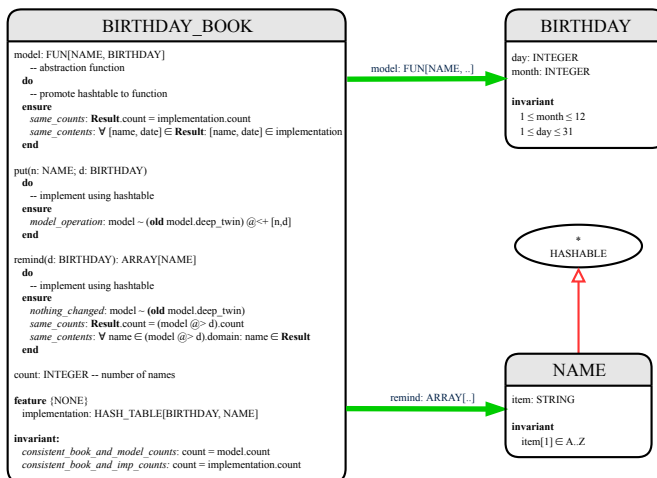 BIRTHDAY_BOOK
model: FUN[NAME, BIRTHDAY]
-- abstraction function
do
-- promote hashtable to function
ensure
same_counts: Result.count = implementation.count
same_contents: ∀ [name, date] ∈ Result: [name, date] ∈ implementation
end
put(n: NAME; d: BIRTHDAY)
do
-- implement using hashtable
ensure
model_operation: model ~ (old model.deep_twin) @<+ [n,d]
end
remind(d: BIRTHDAY): ARRAY[NAME]
do
-- implement using hashtable
ensure
nothing_changed: model ~ (old model.deep_twin)
same_counts: Result.count = (model @> d).count
same_contents: ∀ name ∈ (model @> d).domain: name ∈ Result
end
count: INTEGER -- number of names
feature {NONE}
implementation: HASH_TABLE[BIRTHDAY, NAME]
invariant:
consistent_book_and_model_counts: count = model.count
consistent_book_and_imp_counts: count = implementation.count
model: FUN[NAME, ..]
remind: ARRAY[..]
BIRTHDAY
day: INTEGER
month: INTEGER
invariant
1 ≤ month ≤ 12
1 ≤ day ≤ 31
*
HASHABLE
NAME
item: STRING
invariant
item[1] ∈ A..Z